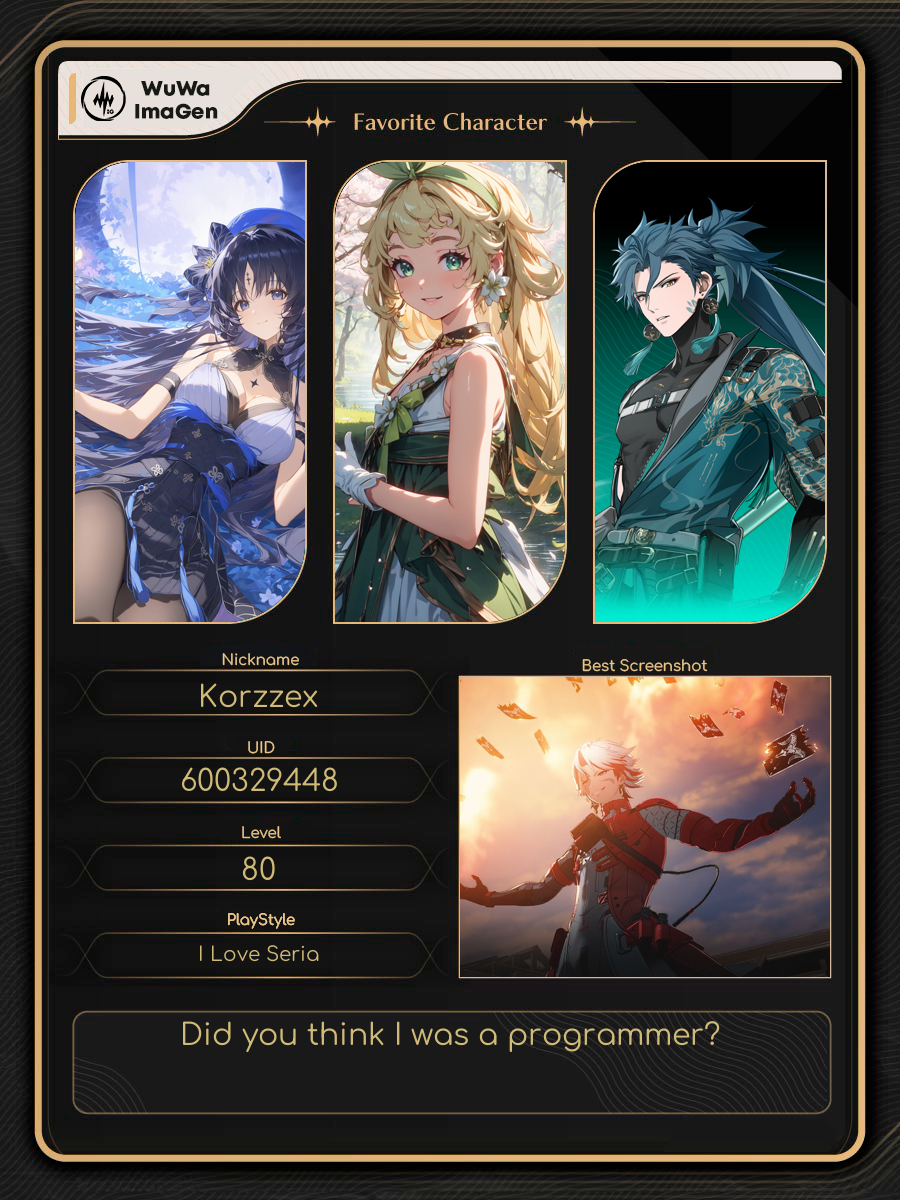 WuWa
ImaGen
Favorite Character
Nickname
Korzzex
UID
600329448
Level
80
PlayStyle
I Love Seria
Best Screenshot
Did you think I was a programmer?